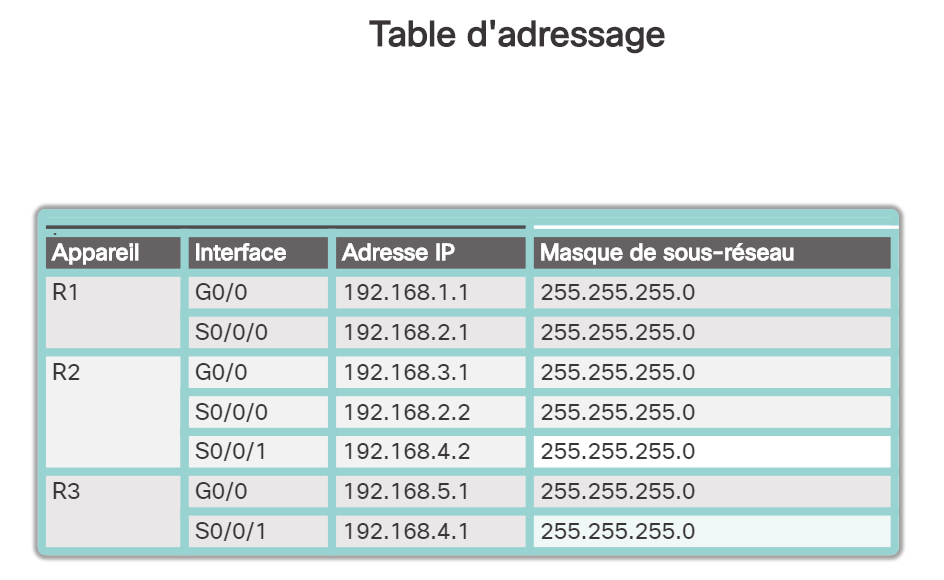 Table d'adressage
Appareil Interface Adresse IP Masque de sous-réseau
R1 G0/0 192.168.1.1 255.255.255.0
S0/0/0 192.168.2.1 255.255.255.0
R2 G0/0 192.168.3.1 255.255.255.0
S0/0/0 192.168.2.2 255.255.255.0
S0/0/1 192.168.4.2 255.255.255.0
R3 G0/0 192.168.5.1 255.255.255.0
S0/0/1 192.168.4.1 255.255.255.0